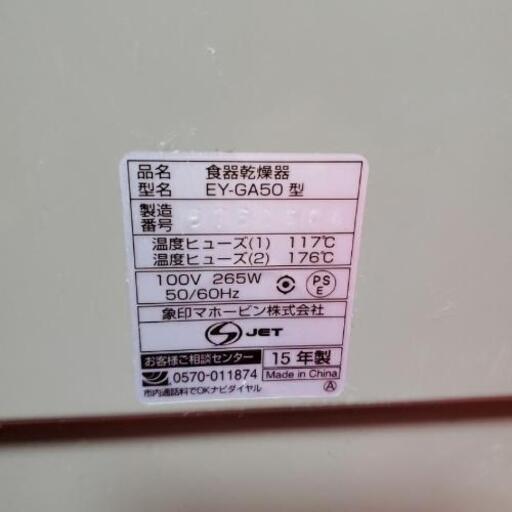 品名 食器乾燥器
型名 EY-GA50 型
製造
番号
温度ヒューズ(1) 117℃
温度ヒューズ(2) 176℃
100V 265W
50/60Hz
PS
E
象印マホービン株式会社
S JET
お客様ご相談センター 15 年製
0570-011874 Made in China
市内通話料でOKナビダイヤル Ⓐ